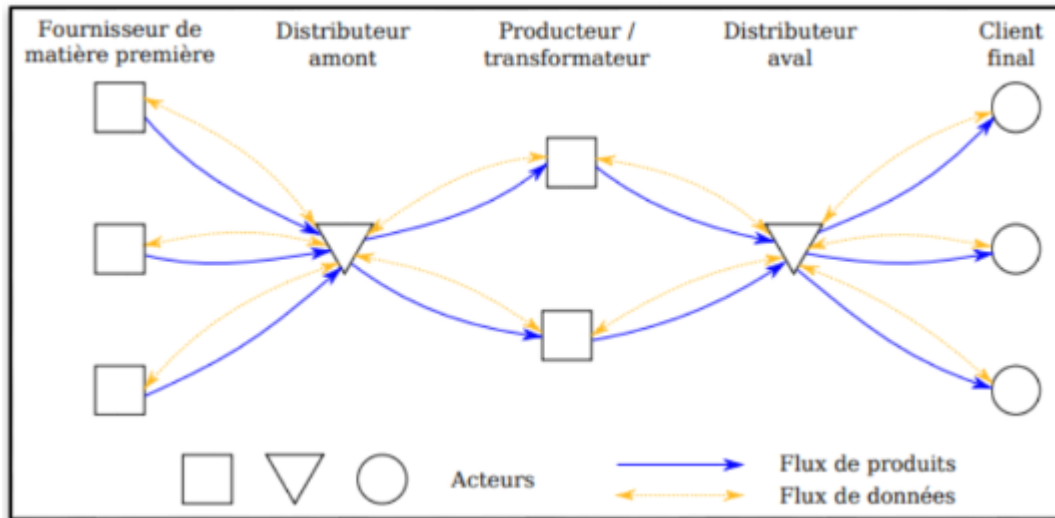 Fournisseur de
matière première
Distributeur
amont
Producteur /
transformateur
Distributeur
aval
Client
final
Acteurs
Flux de produits
Flux de données